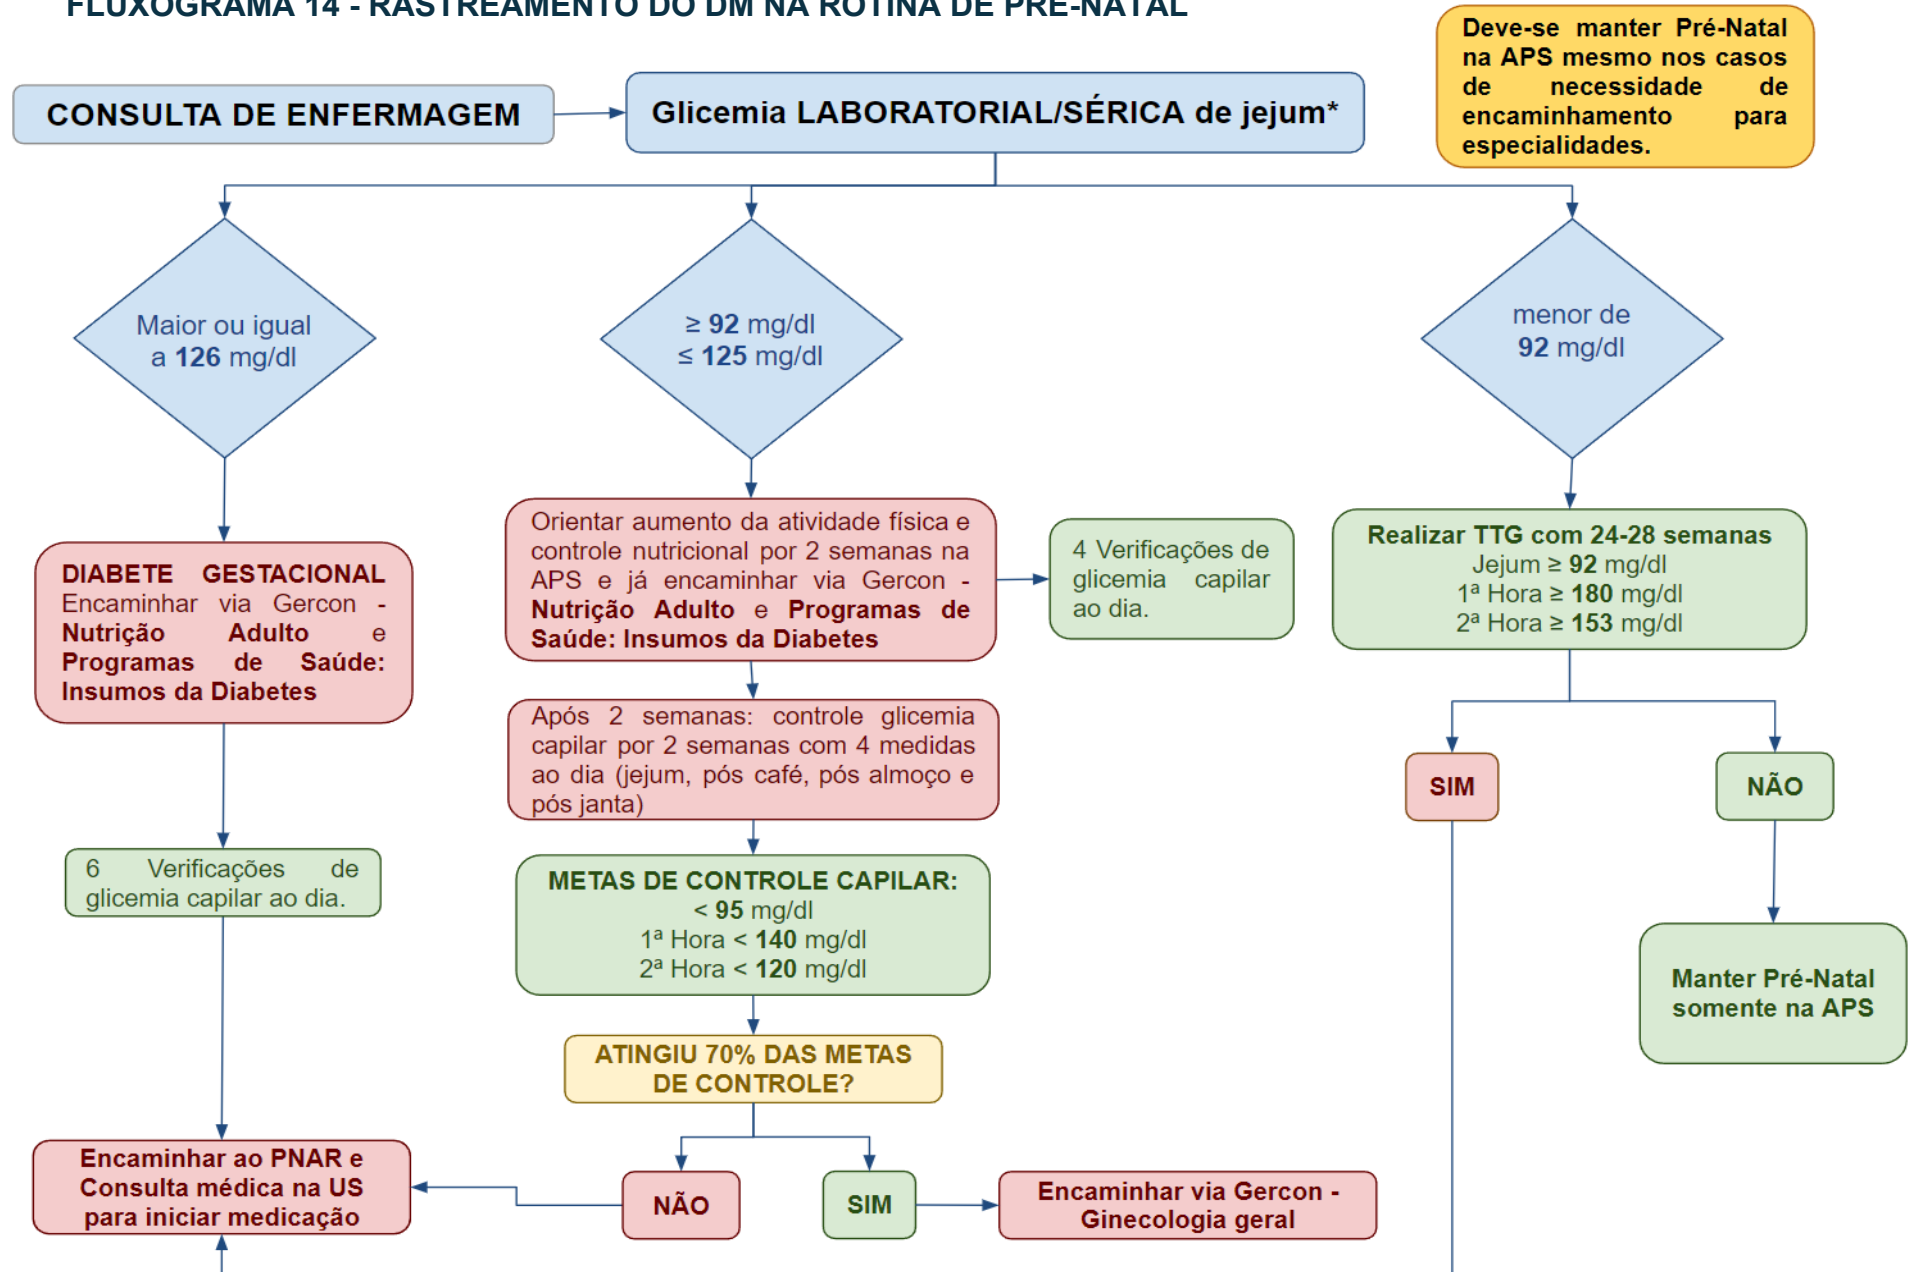 FLUXOGRAMA 14 - RASTREAMENTO DO DM NA ROTINA DE PRÉ-NATAL
Deve-se manter Pré-Natal
na APS mesmo nos casos
de necessidade de
encaminhamento para
especialidades.
CONSULTA DE ENFERMAGEM
Glicemia LABORATORIAL/SÉRICA de jejum*
Maior ou igual
a 126 mg/dl
≥ 92 mg/dl
≤ 125 mg/dl
menor de
92 mg/dl
DIABETE GESTACIONAL
Encaminhar via Gercon -
Nutrição Adulto e
Programas de Saúde:
Insumos da Diabetes
Orientar aumento da atividade física e
controle nutricional por 2 semanas na
APS e já encaminhar via Gercon -
Nutrição Adulto e Programas de
Saúde: Insumos da Diabetes
4 Verificações de
glicemia capilar
ao dia.
Realizar TTG com 24-28 semanas
Jejum ≥ 92 mg/dl
1ª Hora ≥ 180 mg/dl
2ª Hora ≥ 153 mg/dl
Após 2 semanas: controle glicemia
capilar por 2 semanas com 4 medidas
ao dia (jejum, pós café, pós almoço e
pós janta)
SIM
NÃO
6 Verificações de
glicemia capilar ao dia.
METAS DE CONTROLE CAPILAR:
< 95 mg/dl
1ª Hora < 140 mg/dl
2ª Hora < 120 mg/dl
Manter Pré-Natal
somente na APS
ATINGIU 70% DAS METAS
DE CONTROLE?
Encaminhar ao PNAR e
Consulta médica na US
para iniciar medicação
NÃO
SIM
Encaminhar via Gercon -
Ginecologia geral